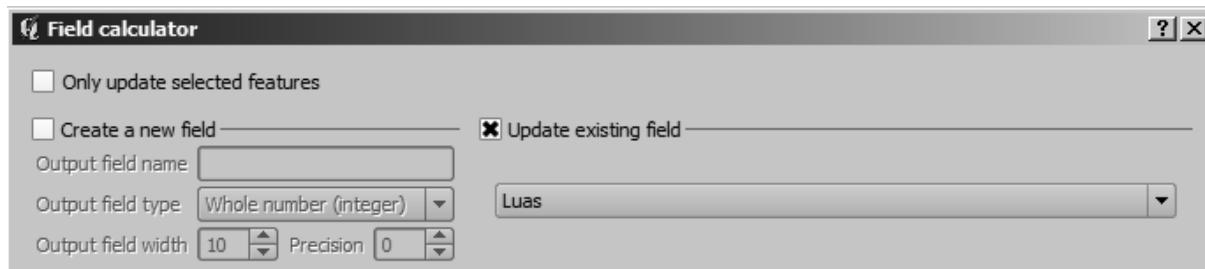 Field calculator
Only update selected features
Create a new field
Update existing field
Output field name
Output field type Whole number (integer)
Luas
Output field width 10 Precision 0